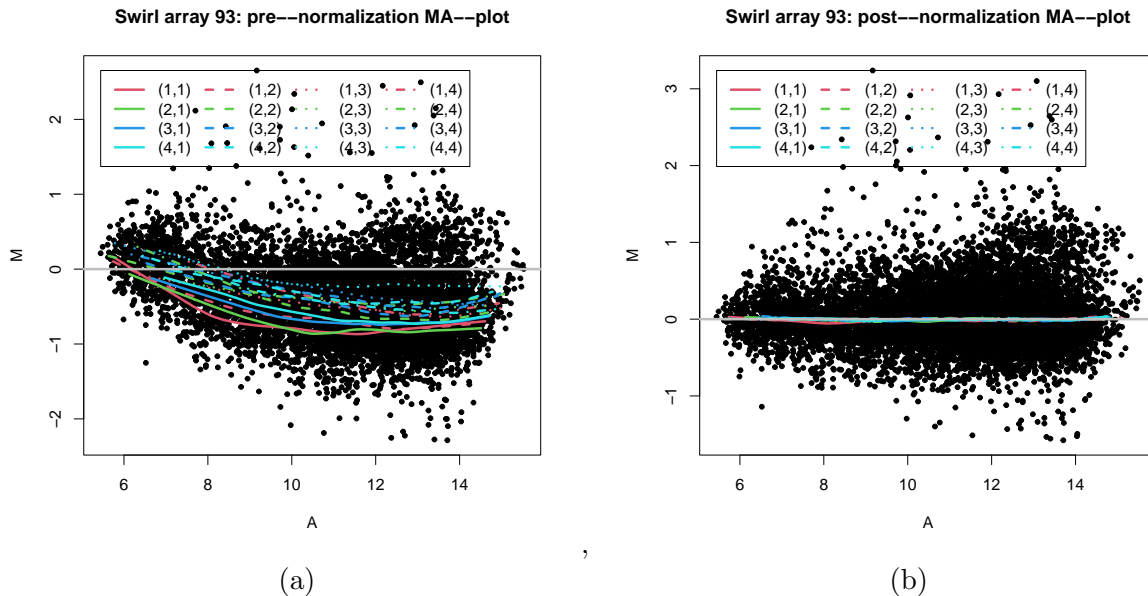 Swirl array 93: pre−−normalization MA−−plot
(1,1) (1,2) (1,3) (1,4)
(2,1) (2,2) (2,3) (2,4)
(3,1) (3,2) (3,3) (3,4)
(4,1) (4,2) (4,3) (4,4)
2
1
0
−1
−2
M
6 8 10 12 14
A
,
(a)
Swirl array 93: post−−normalization MA−−plot
(1,1) (1,2) (1,3) (1,4)
(2,1) (2,2) (2,3) (2,4)
(3,1) (3,2) (3,3) (3,4)
(4,1) (4,2) (4,3) (4,4)
3
2
1
0
−1
M
6 8 10 12 14
A
(b)